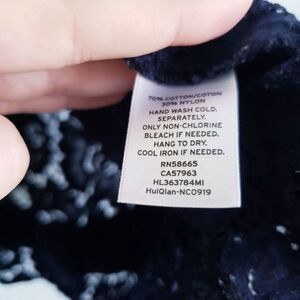 70% COTTON/COTON
30% NYLON
HAND WASH COLD.
SEPARATELY.
ONLY NON-CHLORINE
BLEACH IF NEEDED.
HANG TO DRY.
COOL IRON IF NEEDED.
RN58665
CA57963
HL363784MI
HuiQian-NC0919